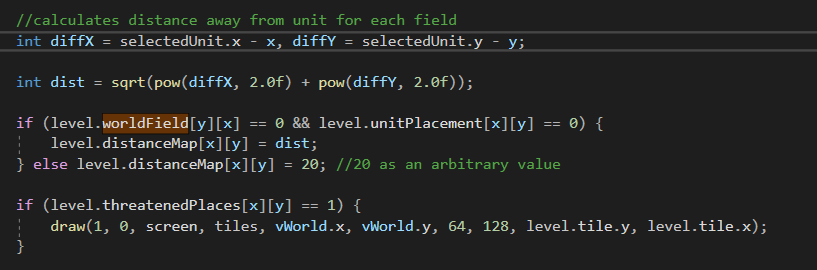 //calculates distance away from unit for each field
int diffX = selectedUnit.x - x, diffY = selectedUnit.y - y;
int dist = sqrt(pow(diffX, 2.0f) + pow(diffY, 2.0f));
if (level.worldField[y][x] == 0 && level.unitPlacement[x][y] == 0) {
level.distanceMap[x][y] = dist;
} else level.distanceMap[x][y] = 20; //20 as an arbitrary value
if (level.threatenedPlaces[x][y] == 1) {
draw(1, 0, screen, tiles, vWorld.x, vWorld.y, 64, 128, level.tile.y, level.tile.x);
}